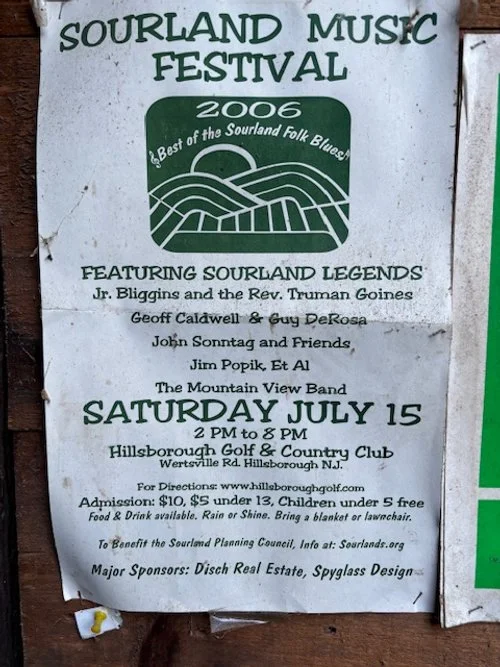 SOURLAND MUSIC
FESTIVAL
2006
Best of the Sourland Folk Blues
FEATURING SOURLAND LEGENDS
Jr. Bliggins and the Rev. Truman Goines
Geoff Caldwell & Guy DeRosa
John Sonntag and Friends
Jim Popik, Et Al
The Mountain View Band
SATURDAY JULY 15
2 PM to 8 PM
Hillsborough Golf & Country Club
Wertsville Rd. Hillsborough N.J.
For Directions: www.hillsboroughgolf.com
Admission: $10, $5 under 13, Children under 5 free
Food & Drink available. Rain or Shine. Bring a blanket or lawnchair.
To Benefit the Sourland Planning Council, Info at: Sourlands.org
Major Sponsors: Disch Real Estate, Spyglass Design